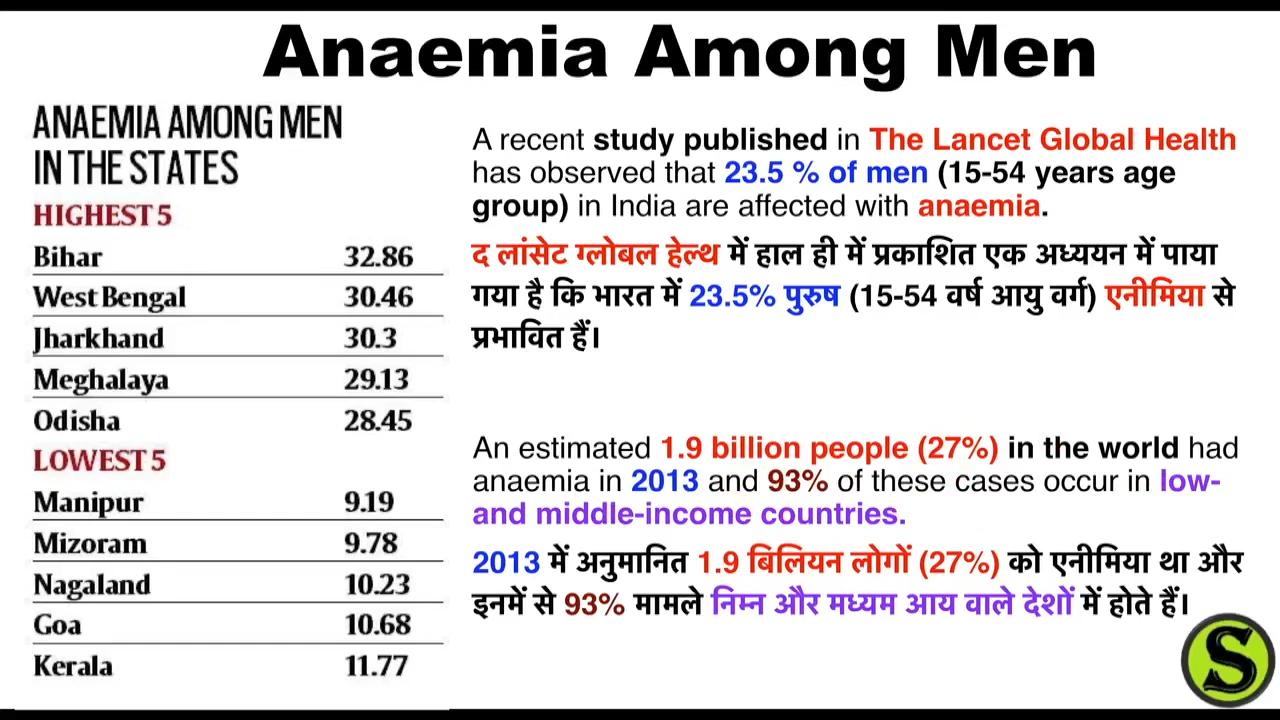 Anaemia Among Men
ANAEMIA AMONG MEN
IN THE STATES
HIGHEST 5
Bihar 32.86
West Bengal 30.46
Jharkhand 30.3
Meghalaya 29.13
Odisha 28.45
LOWEST 5
Manipur 9.19
Mizoram 9.78
Nagaland 10.23
Goa 10.68
Kerala 11.77
A recent study published in The Lancet Global Health
has observed that 23.5 % of men (15-54 years age
group) in India are affected with anaemia.
द लांसेट ग्लोबल हेल्थ में हाल ही में प्रकाशित एक अध्ययन में पाया
गया है कि भारत में 23.5% पुरुष (15-54 वर्ष आयु वर्ग) एनीमिया से
प्रभावित हैं।
An estimated 1.9 billion people (27%) in the world had
anaemia in 2013 and 93% of these cases occur in low-
and middle-income countries.
2013 में अनुमानित 1.9 बिलियन लोगों (27%) को एनीमिया था और
इनमें से 93% मामले निम्न और मध्यम आय वाले देशों में होते हैं।
S